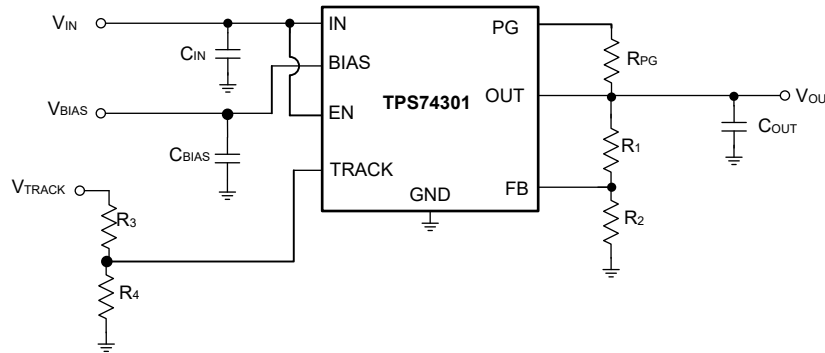 VIN
CIN
IN
PG
RPG
BIAS
VBIAS
CBIAS
TPS74301
OUT
VOU
COUT
EN
R1
TRACK
VTRACK
GND
FB
R2
R3
R4